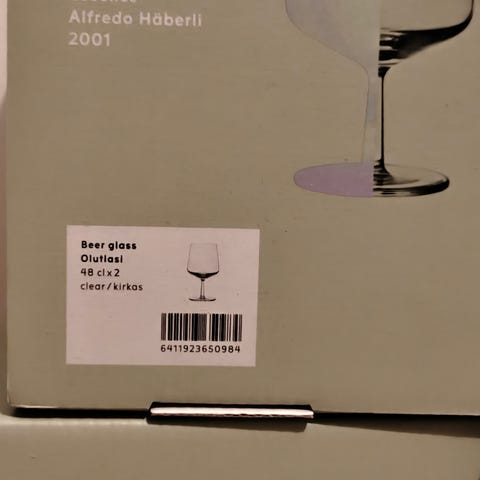 Alfredo Häberli
2001
Beer glass
Olutlasi
48 cl x 2
clear/kirkas
6411923650984